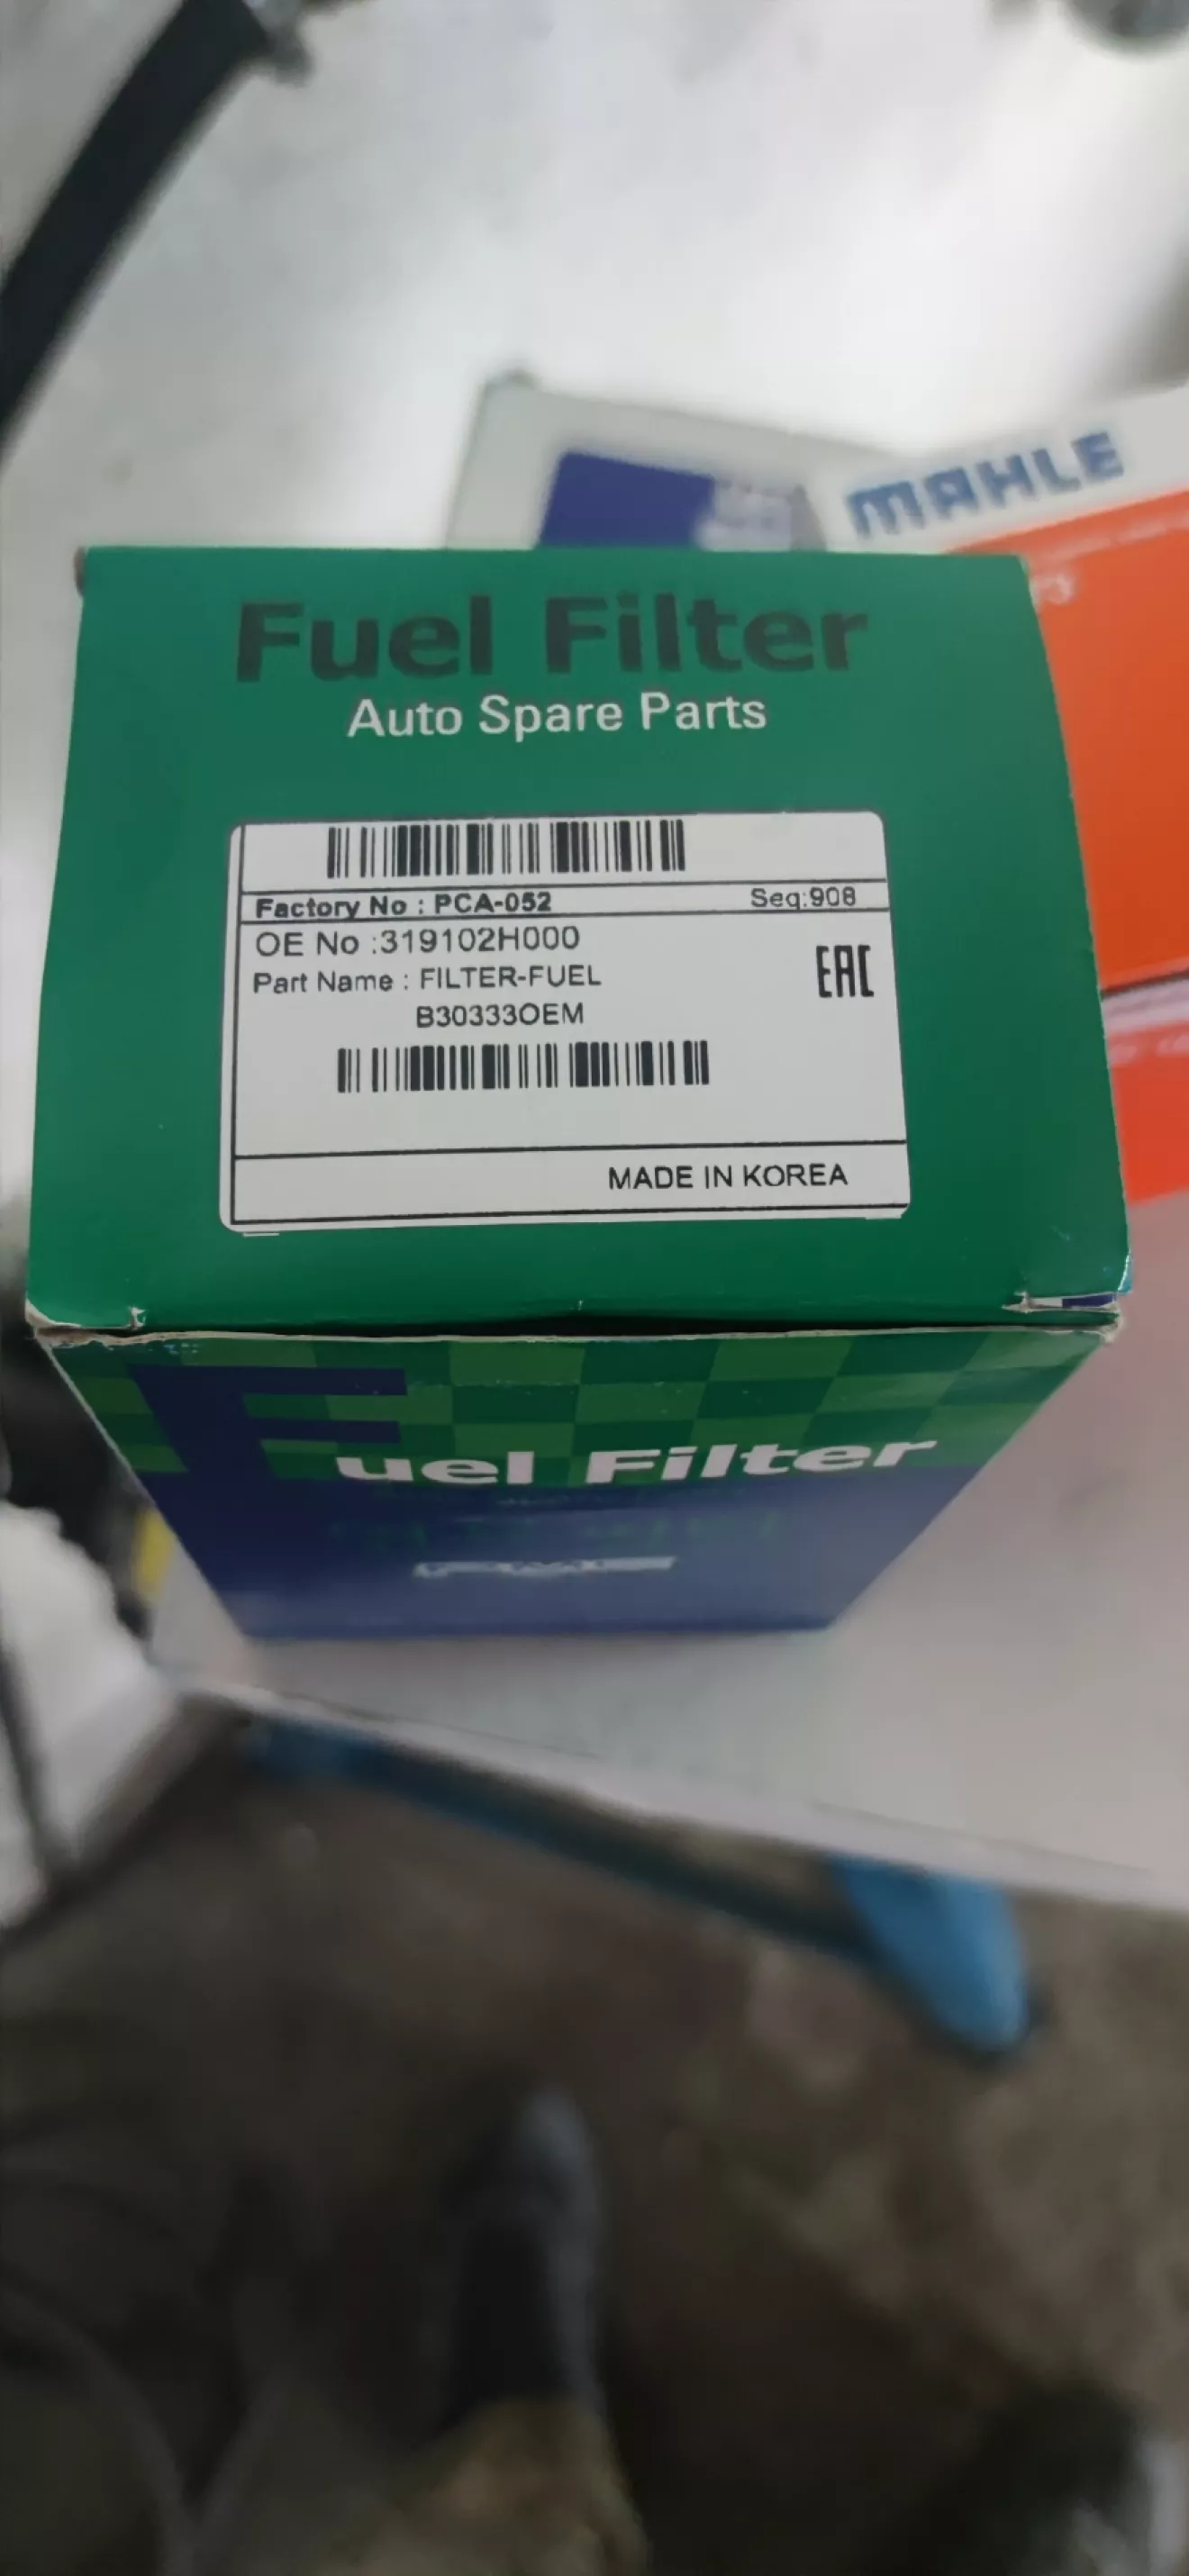 MAHLE
Fuel Filter
Auto Spare Parts
Factory No : PCA-052 Seq:908
OE No :319102H000
Part Name : FILTER-FUEL
B30333OEM
EAC
MADE IN KOREA
Fuel Filter